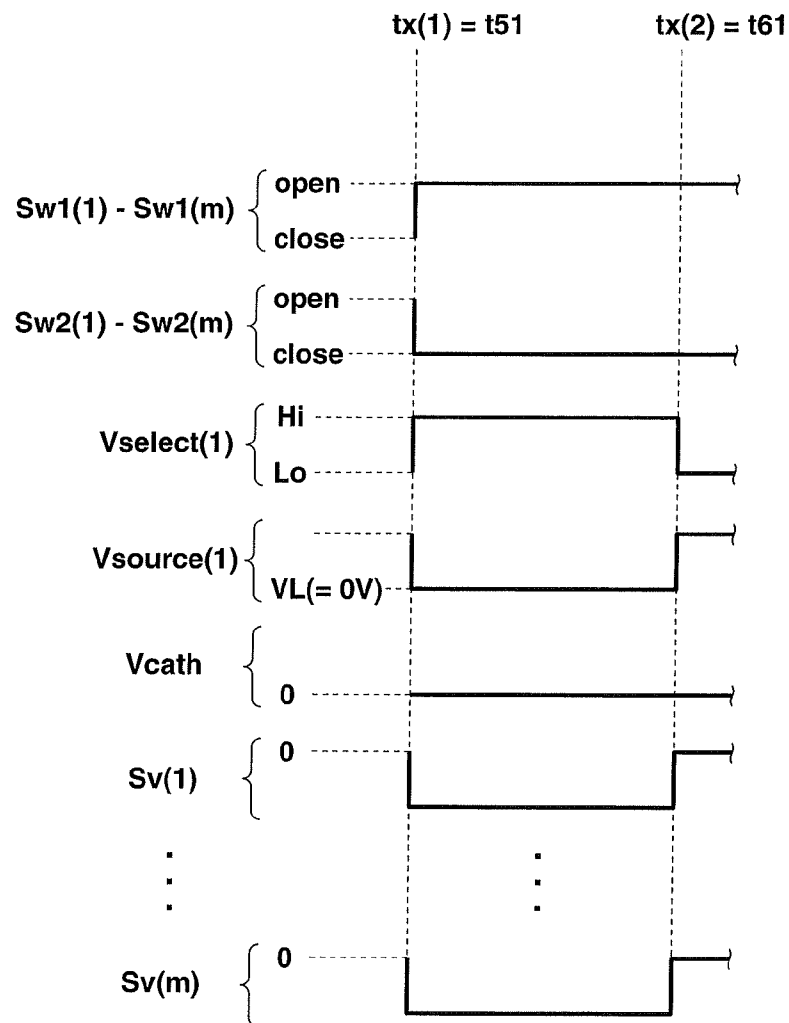 tx(1) = t51 tx(2) = t61
open
Sw1(1) - Sw1(m)
close
open
Sw2(1) - Sw2(m)
close
Hi
Vselect(1)
Lo
Vsource(1)
VL(= 0V)
Vcath
0
0
Sv(1)
0
Sv(m)